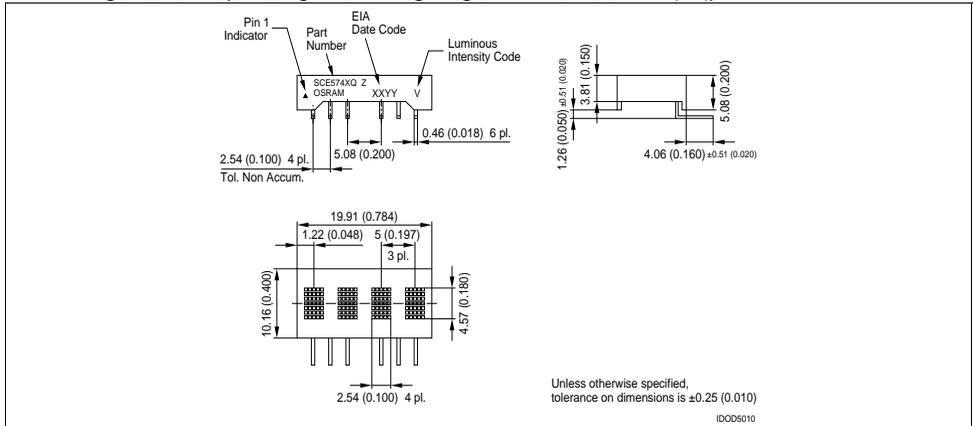 Pin 1
Indicator
Part
Number
EIA
Date Code
Luminous
Intensity Code
SCE574XQ Z
OSRAM XXYY V
0.46 (0.018) 6 pl.
5.08 (0.200)
2.54 (0.100) 4 pl.
Tol. Non Accum.
3.81 (0.150)
1.26 (0.050) ±0.51 (0.020)
5.08 (0.200)
4.06 (0.160) ±0.51 (0.020)
19.91 (0.784)
1.22 (0.048) 5 (0.197)
3 pl.
10.16 (0.400)
4.57 (0.180)
2.54 (0.100) 4 pl.
Unless otherwise specified,
tolerance on dimensions is ±0.25 (0.010)
IDOD5010